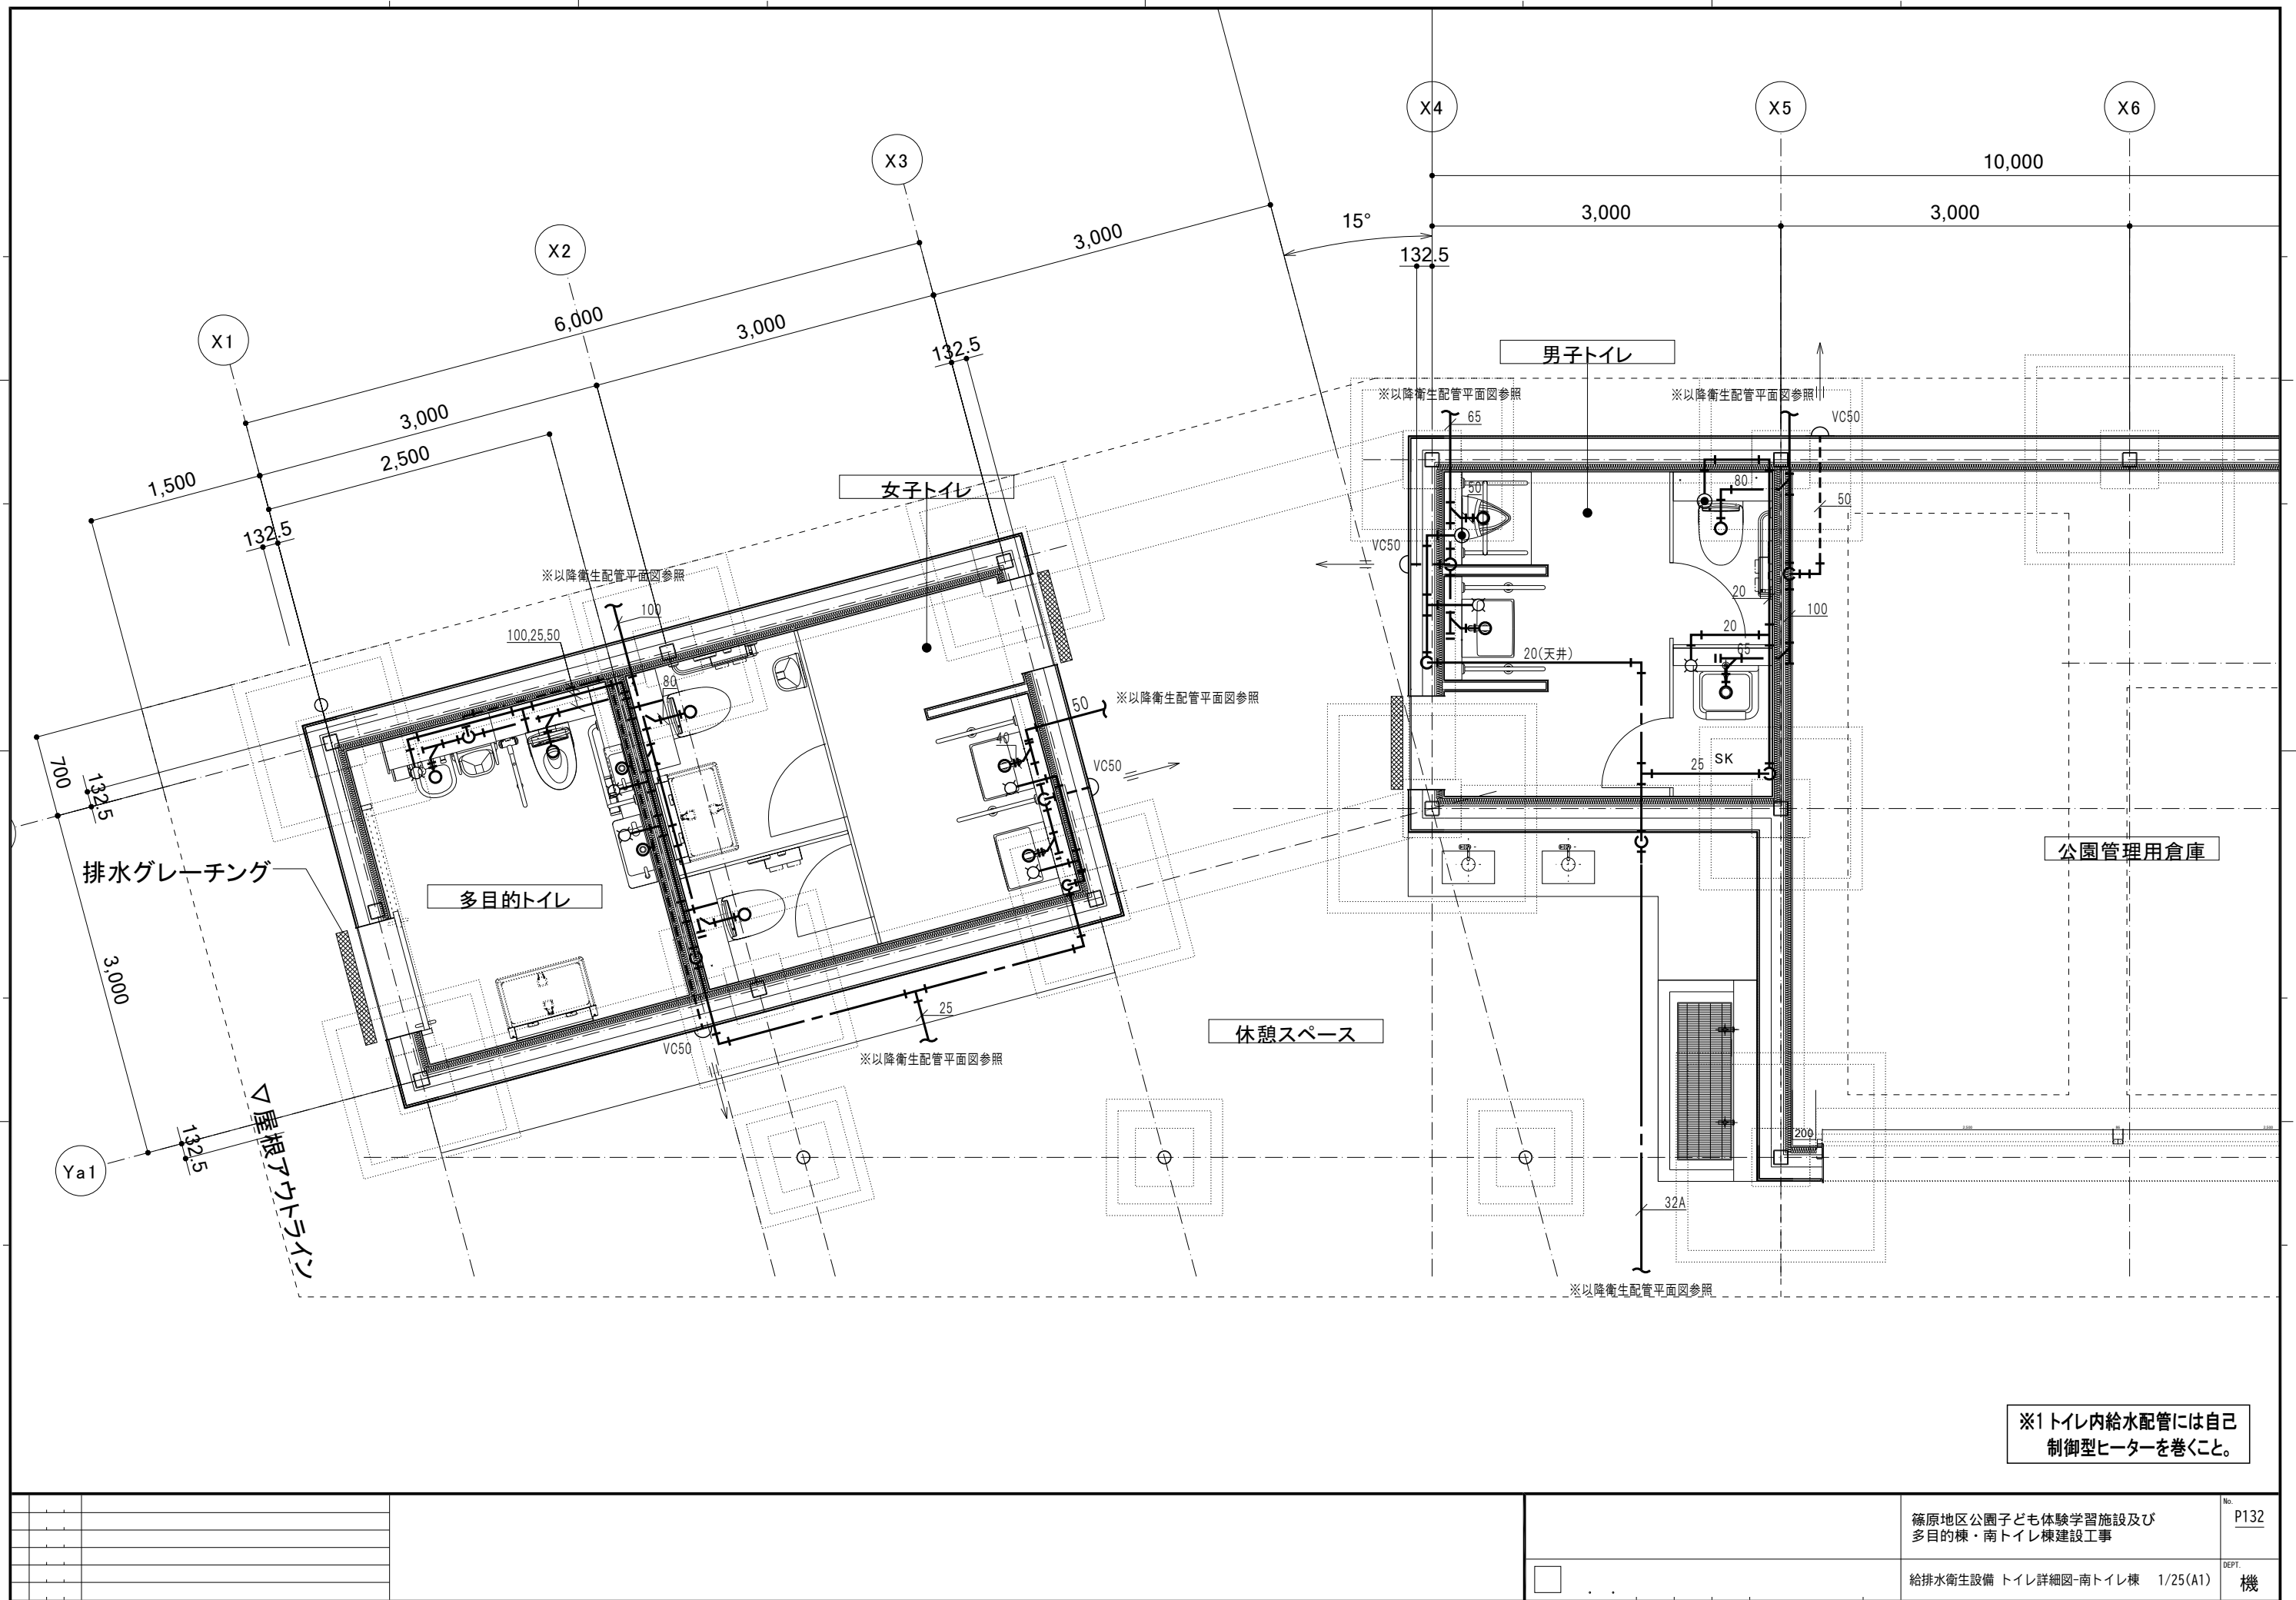 X4
X5
X6
X3
X2
X1
10,000
3,000
3,000
3,000
15°
132.5
6,000
3,000
132.5
3,000
2,500
1,500
132.5
男子トイレ
※以降衛生配管平面図参照
※以降衛生配管平面図参照
65
VC50
50
80
50
VC50
20
100
20
65
20(天井)
25
SK
女子トイレ
※以降衛生配管平面図参照
100
100,25,50
80
50
※以降衛生配管平面図参照
40
VC50
700
132.5
排水グレーチング
多目的トイレ
公園管理用倉庫
3,000
25
※以降衛生配管平面図参照
VC50
休憩スペース
132.5
Ya1
▽屋根アウトライン
200
32A
※以降衛生配管平面図参照
※1 トイレ内給水配管には自己
制御型ヒーターを巻くこと。
篠原地区公園子ども体験学習施設及び
多目的棟・南トイレ棟建設工事
No.
P132
給排水衛生設備 トイレ詳細図-南トイレ棟 1/25(A1)
DEPT.
機